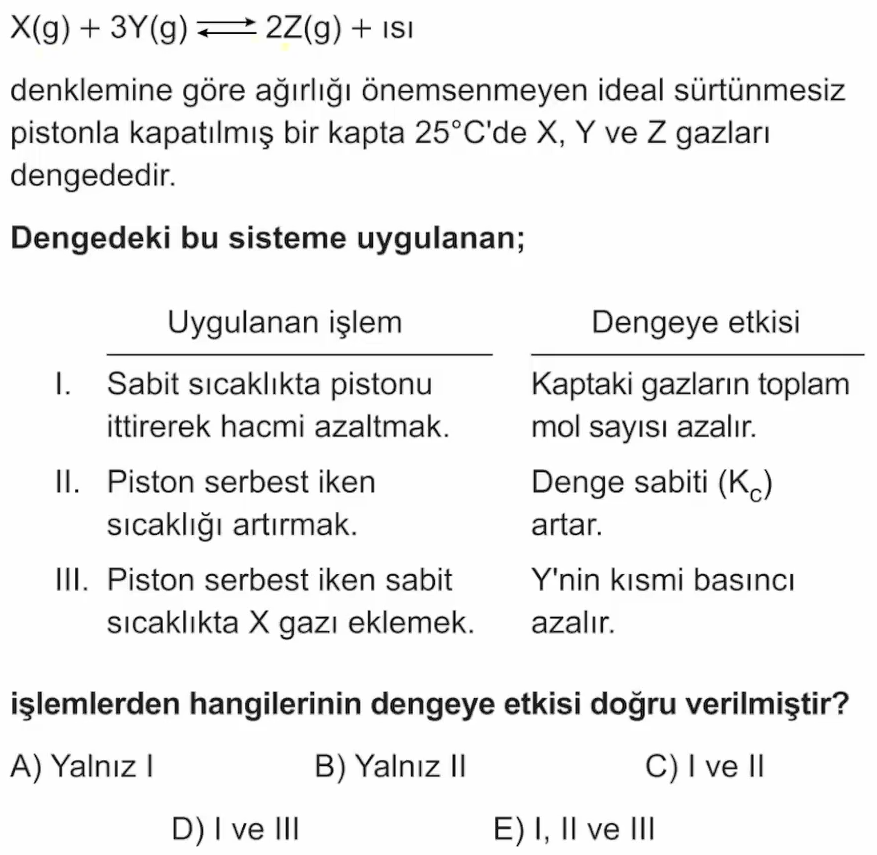 X(g) + 3Y(g) ⇌ 2Z(g) + ısı
denklemine göre ağırlığı önemsenmeyen ideal sürtünmesiz
pistonla kapatılmış bir kapta 25°C'de X, Y ve Z gazları
dengededir.
Dengedeki bu sisteme uygulanan;
Uygulanan işlem Dengeye etkisi
I. Sabit sıcaklıkta pistonu Kaptaki gazların toplam
ittirerek hacmi azaltmak. mol sayısı azalır.
II. Piston serbest iken Denge sabiti (K_C)
sıcaklığı artırmak. artar.
III. Piston serbest iken sabit Y'nin kısmi basıncı
sıcaklıkta X gazı eklemek. azalır.
işlemlerden hangilerinin dengeye etkisi doğru verilmiştir?
A) Yalnız I B) Yalnız II C) I ve II
D) I ve III E) I, II ve III